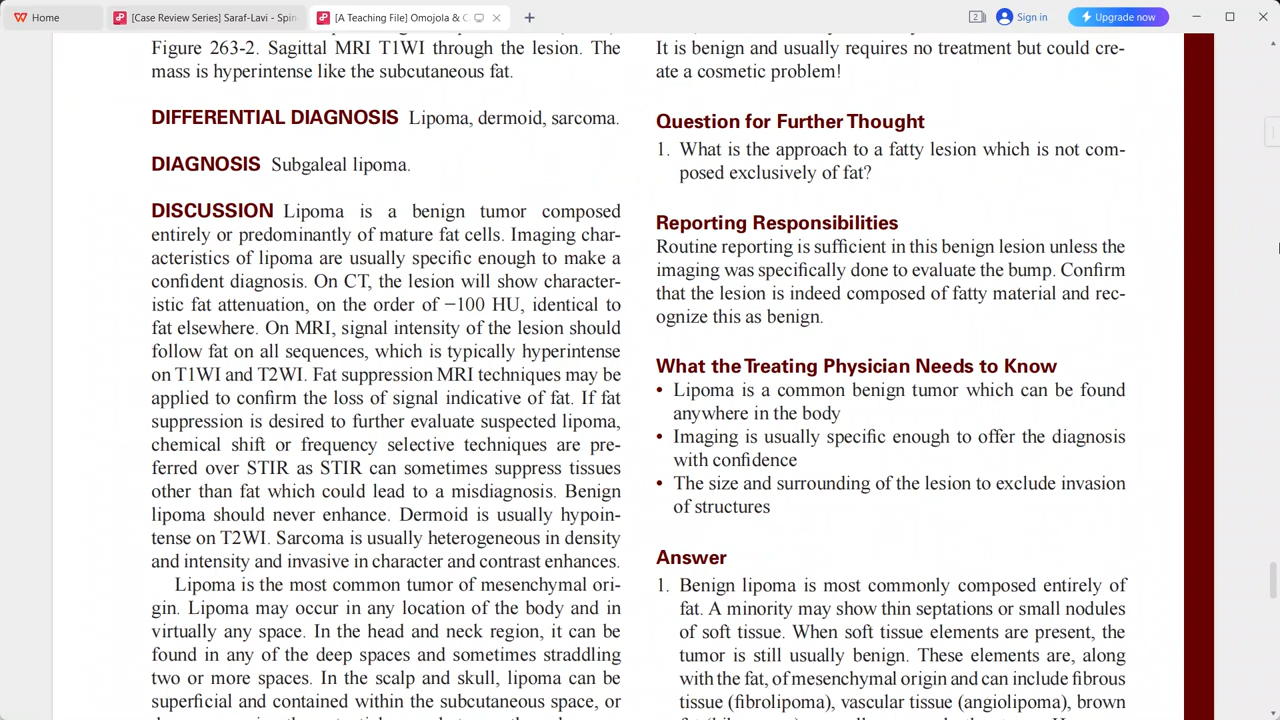 Home
[Case Review Series] Saraf-Lavi - Spin
[A Teaching File] Omojola & C
2
Sign in
Upgrade now
Figure 263-2. Sagittal MRI T1WI through the lesion. The
mass is hyperintense like the subcutaneous fat.
DIFFERENTIAL DIAGNOSIS Lipoma, dermoid, sarcoma.
DIAGNOSIS Subgaleal lipoma.
DISCUSSION Lipoma is a benign tumor composed
entirely or predominantly of mature fat cells. Imaging char-
acteristics of lipoma are usually specific enough to make a
confident diagnosis. On CT, the lesion will show character-
istic fat attenuation, on the order of −100 HU, identical to
fat elsewhere. On MRI, signal intensity of the lesion should
follow fat on all sequences, which is typically hyperintense
on T1WI and T2WI. Fat suppression MRI techniques may be
applied to confirm the loss of signal indicative of fat. If fat
suppression is desired to further evaluate suspected lipoma,
chemical shift or frequency selective techniques are pre-
ferred over STIR as STIR can sometimes suppress tissues
other than fat which could lead to a misdiagnosis. Benign
lipoma should never enhance. Dermoid is usually hypoin-
tense on T2WI. Sarcoma is usually heterogeneous in density
and intensity and invasive in character and contrast enhances.
Lipoma is the most common tumor of mesenchymal ori-
gin. Lipoma may occur in any location of the body and in
virtually any space. In the head and neck region, it can be
found in any of the deep spaces and sometimes straddling
two or more spaces. In the scalp and skull, lipoma can be
superficial and contained within the subcutaneous space, or
It is benign and usually requires no treatment but could cre-
ate a cosmetic problem!
Question for Further Thought
1. What is the approach to a fatty lesion which is not com-
posed exclusively of fat?
Reporting Responsibilities
Routine reporting is sufficient in this benign lesion unless the
imaging was specifically done to evaluate the bump. Confirm
that the lesion is indeed composed of fatty material and rec-
ognize this as benign.
What the Treating Physician Needs to Know
• Lipoma is a common benign tumor which can be found
anywhere in the body
• Imaging is usually specific enough to offer the diagnosis
with confidence
• The size and surrounding of the lesion to exclude invasion
of structures
Answer
1. Benign lipoma is most commonly composed entirely of
fat. A minority may show thin septations or small nodules
of soft tissue. When soft tissue elements are present, the
tumor is still usually benign. These elements are, along
with the fat, of mesenchymal origin and can include fibrous
tissue (fibrolipoma), vascular tissue (angiolipoma), brown